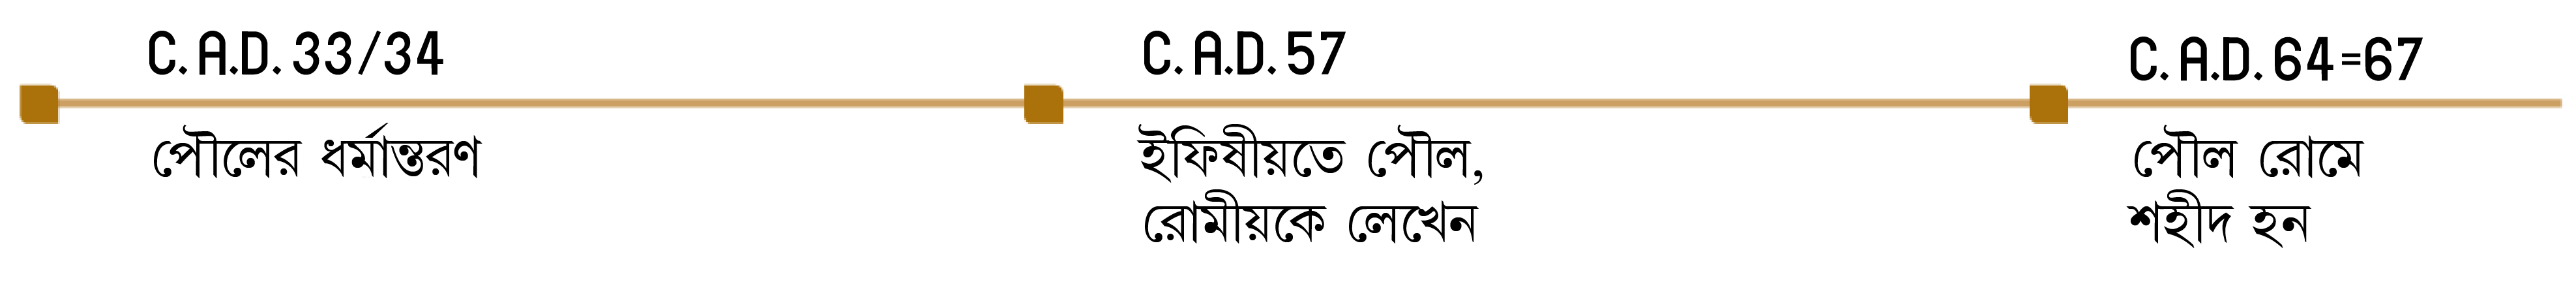 C. A.D. 33/34
পৌলের ধর্মান্তরণ
C. A.D. 57
ইফিষীয়তে পৌল,
রোমীয়কে লেখেন
C. A.D. 64=67
পৌল রোমে
শহীদ হন